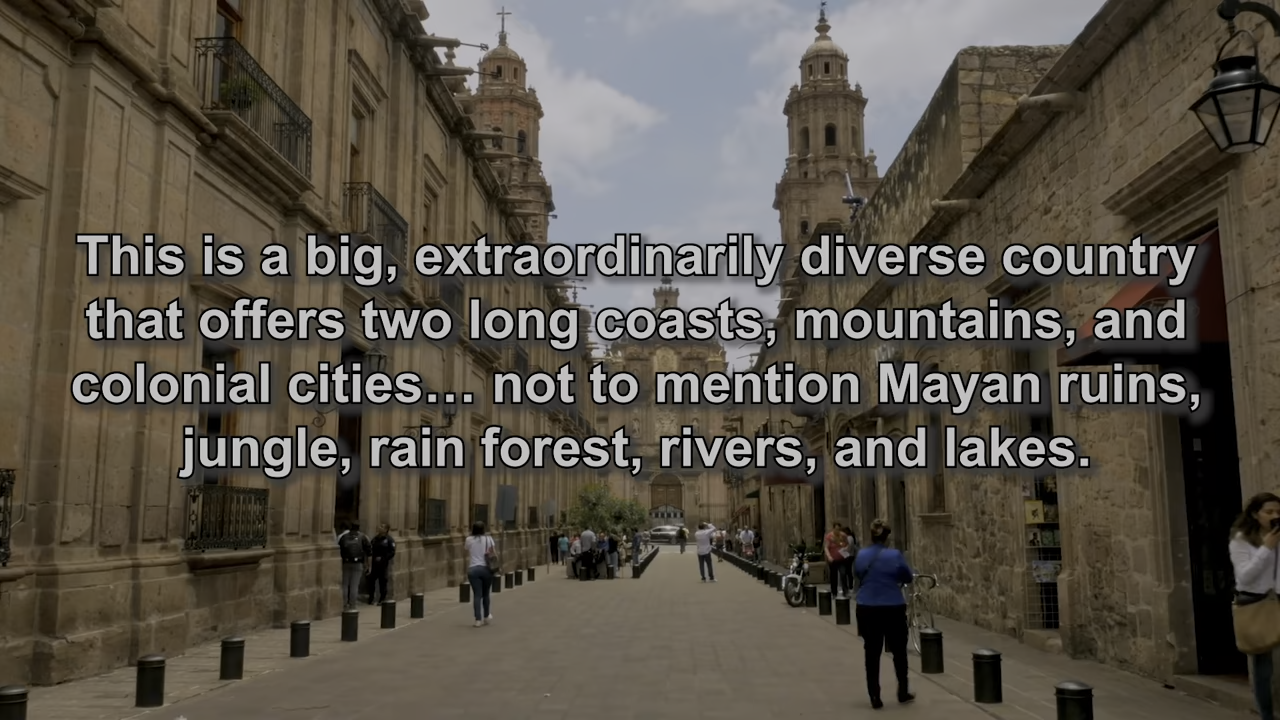 This is a big, extraordinarily diverse country
that offers two long coasts, mountains, and
colonial cities… not to mention Mayan ruins,
jungle, rain forest, rivers, and lakes.